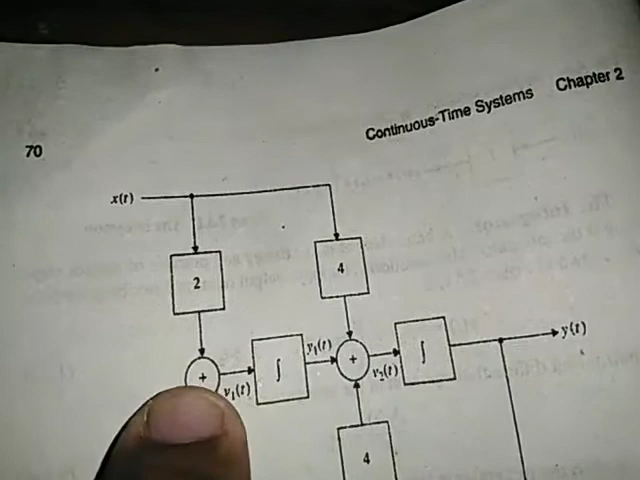 70
Continuous-Time Systems Chapter 2
x(t)
2
4
+
v₁(t)
∫
y₁(t)
+
v₂(t)
∫
y(t)
4